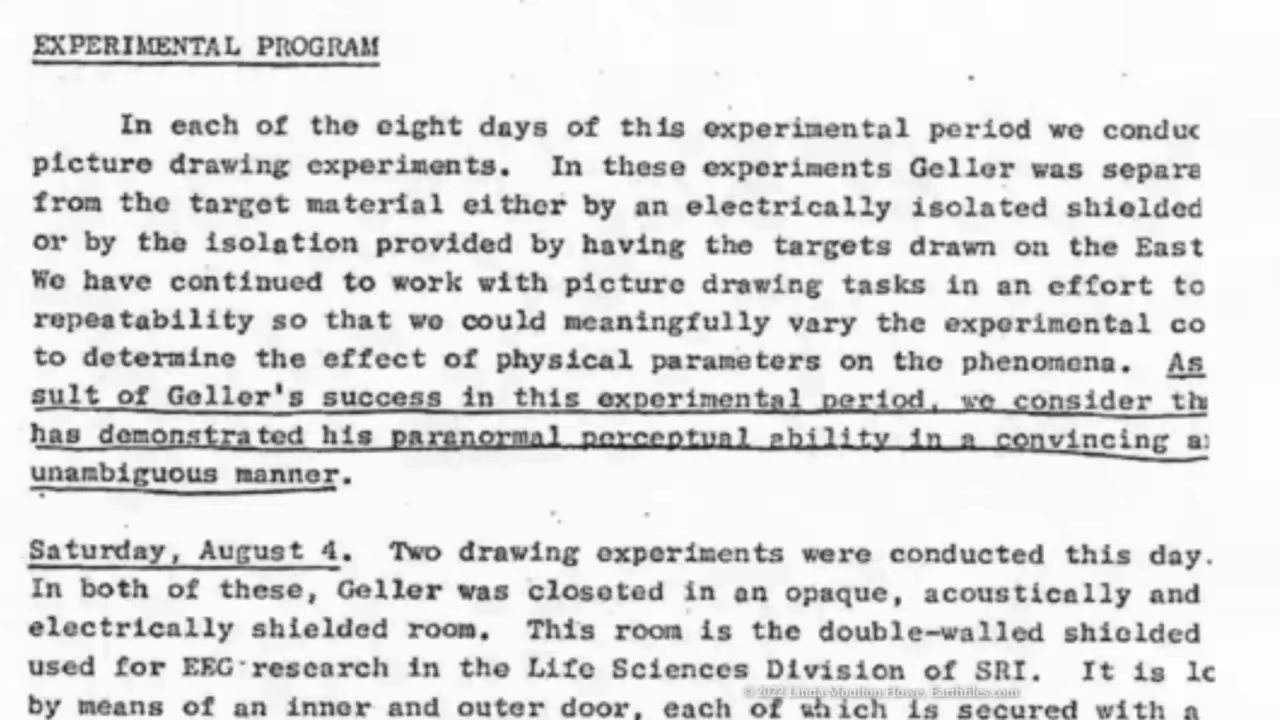 EXPERIMENTAL PROGRAM
In each of the eight days of this experimental period we conduc
picture drawing experiments. In these experiments Geller was separa
from the target material either by an electrically isolated shielded
or by the isolation provided by having the targets drawn on the East
We have continued to work with picture drawing tasks in an effort to
repeatability so that we could meaningfully vary the experimental co
to determine the effect of physical parameters on the phenomena. As
sult of Geller's success in this experimental period, we consider th
has demonstrated his paranormal perceptual ability in a convincing a
unambiguous manner.
Saturday, August 4. Two drawing experiments were conducted this day.
In both of these, Geller was closeted in an opaque, acoustically and
electrically shielded room. This room is the double-walled shielded
used for EEG research in the Life Sciences Division of SRI. It is lo
by means of an inner and outer door, each of which is secured with a
© 2022 Linda Moulton Howe, Earthfiles.com